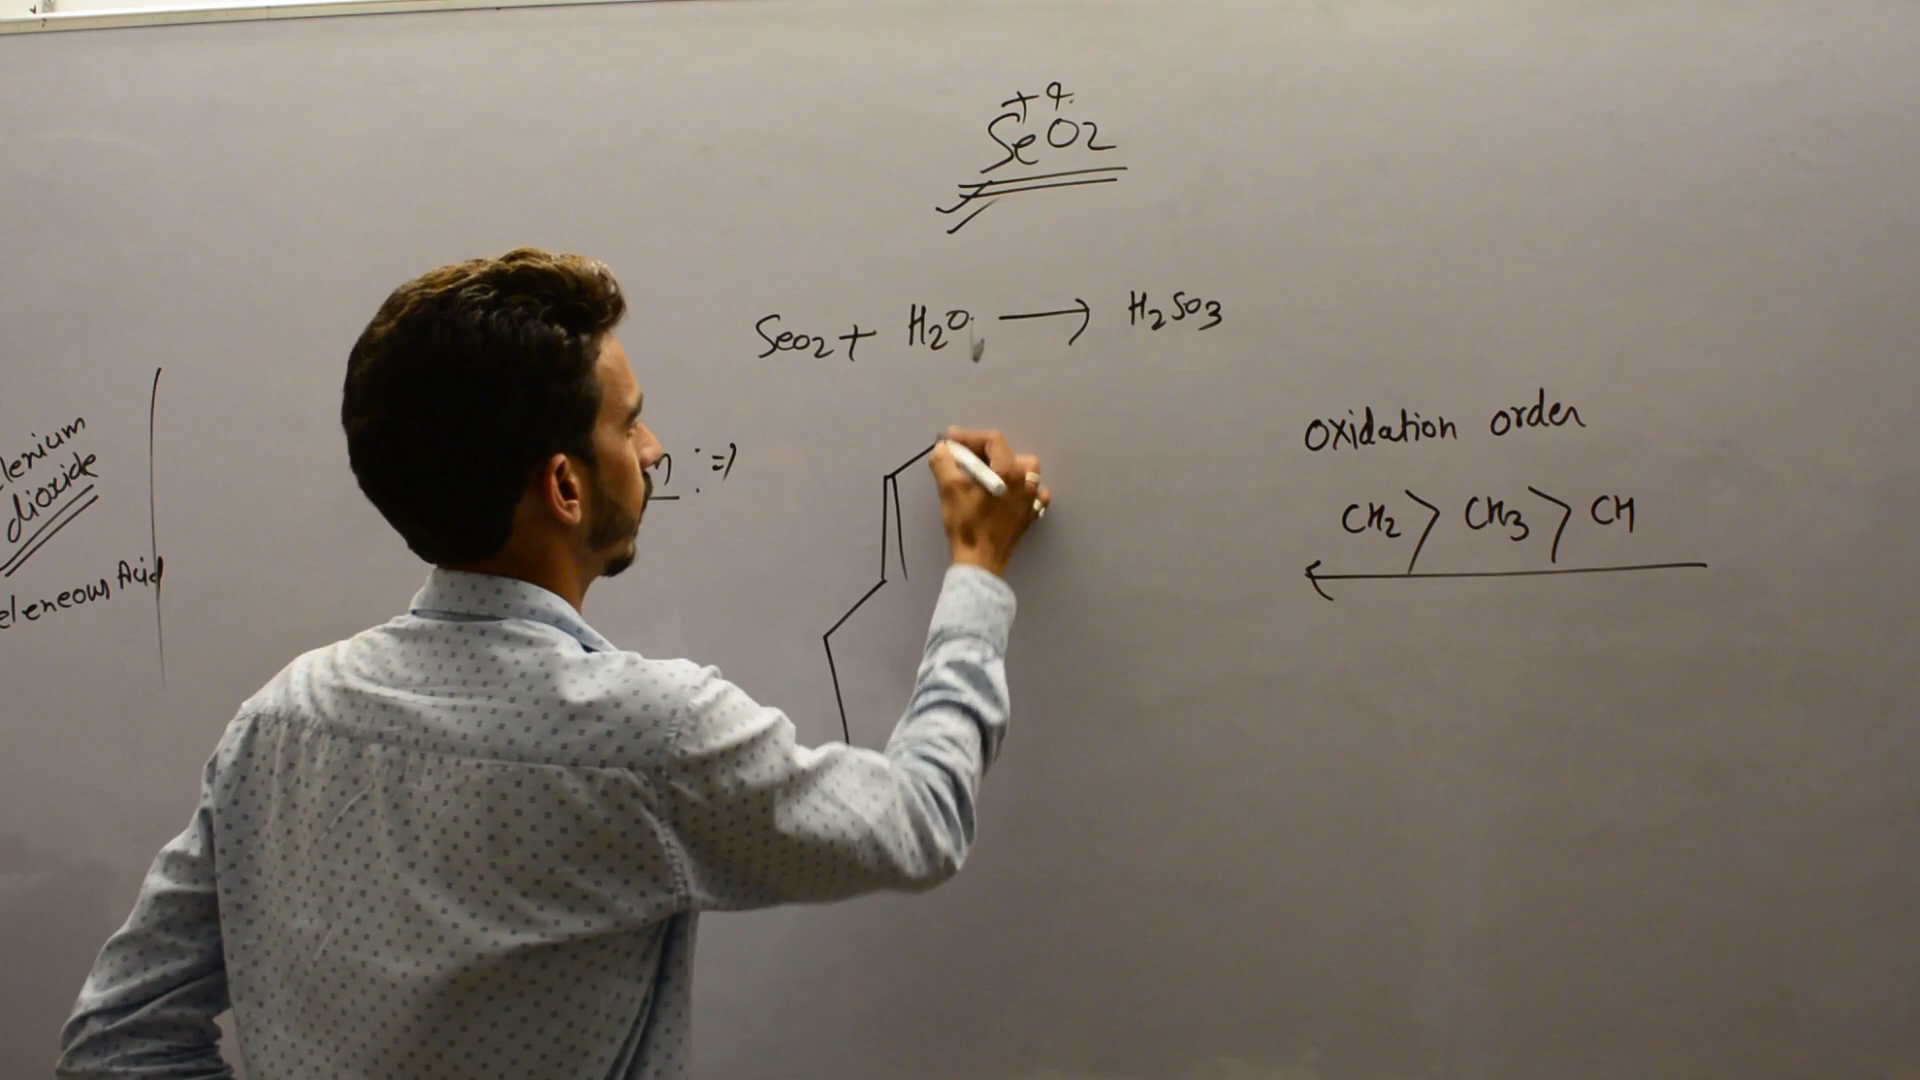 +4
SeO2
SeO2 + H2O → H2SO3
lenium
dioxide
eleneous Acid
:⇒
Oxidation order
CH2 > CH3 > CH